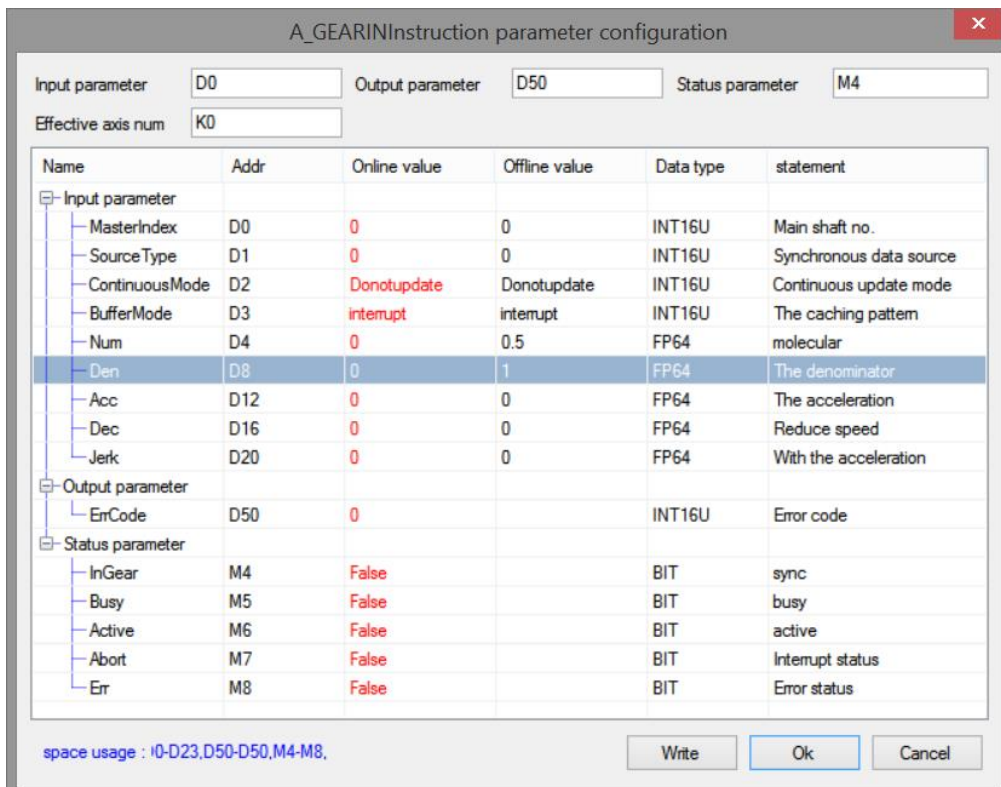 A_GEARINInstruction parameter configuration
Input parameter D0 Output parameter D50 Status parameter M4
Effective axis num K0
Name Addr Online value Offline value Data type statement
Input parameter
MasterIndex D0 0 0 INT16U Main shaft no.
SourceType D1 0 0 INT16U Synchronous data source
ContinuousMode D2 Donotupdate Donotupdate INT16U Continuous update mode
BufferMode D3 interrupt interrupt INT16U The caching pattern
Num D4 0 0.5 FP64 molecular
Den D8 0 1 FP64 The denominator
Acc D12 0 0 FP64 The acceleration
Dec D16 0 0 FP64 Reduce speed
Jerk D20 0 0 FP64 With the acceleration
Output parameter
ErrCode D50 0 INT16U Error code
Status parameter
InGear M4 False BIT sync
Busy M5 False BIT busy
Active M6 False BIT active
Abort M7 False BIT Interrupt status
Err M8 False BIT Error status
space usage : 0-D23,D50-D50,M4-M8, Write Ok Cancel